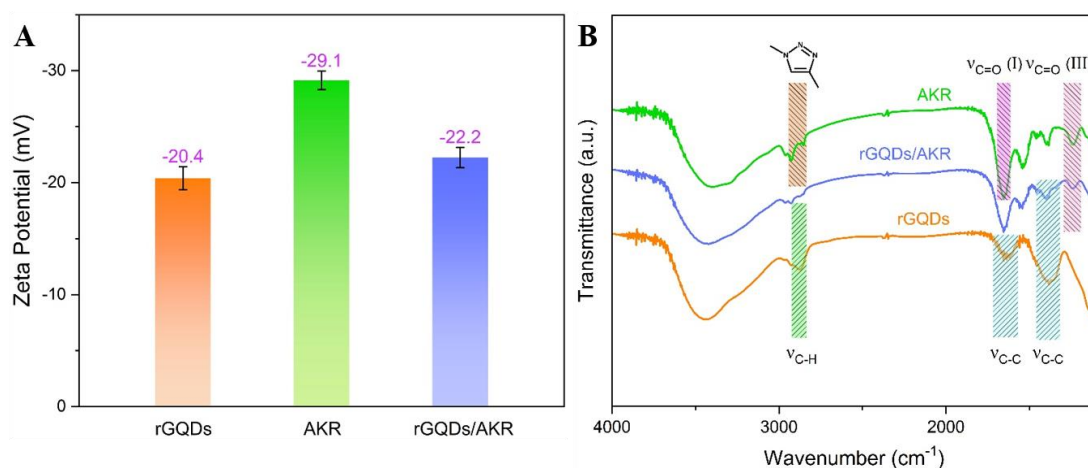 A
Zeta Potential (mV)
-30
-20
-10
0
-20.4
-29.1
-22.2
rGQDs
AKR
rGQDs/AKR
B
Transmittance (a.u.)
N
N
N
νC=O (I) νC=O (III)
AKR
rGQDs/AKR
rGQDs
νC-H
νC-C
νC-C
4000
3000
2000
Wavenumber (cm⁻¹)